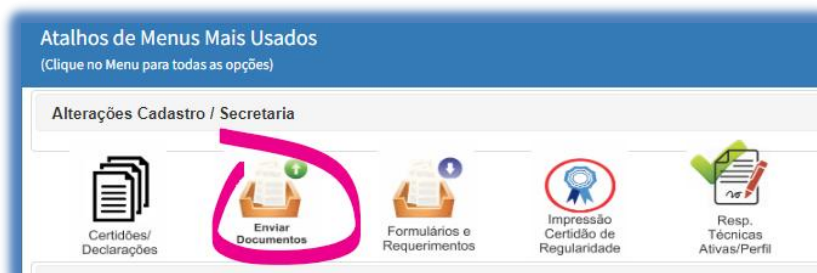 Atalhos de Menus Mais Usados
(Clique no Menu para todas as opções)
Alterações Cadastro / Secretaria
Certidões/
Declarações
Enviar
Documentos
Formulários e
Requerimentos
Impressão
Certidão de
Regularidade
Resp.
Técnicas
Ativas/Perfil